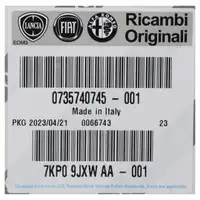 LANCIA FIAT Ricambi
Originali
0735740745 - 001
Made in Italy
PKG 2023/04/21 0066743 23
7KP0 9JXW AA - 001